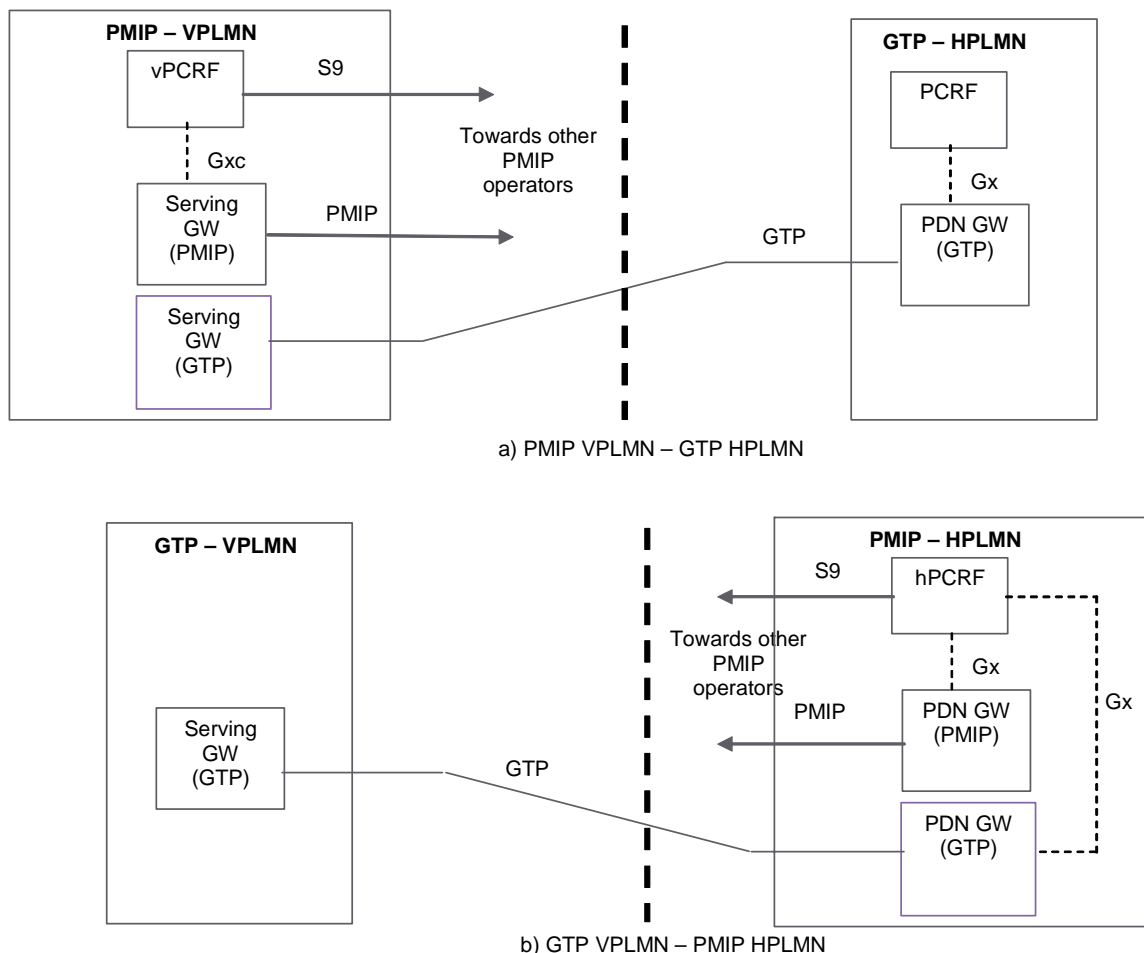 PMIP – VPLMN
vPCRF
S9
GTP – HPLMN
PCRF
Towards other
PMIP
operators
Gxc
Gx
Serving
GW
(PMIP)
PMIP
PDN GW
(GTP)
GTP
Serving
GW
(GTP)
a) PMIP VPLMN – GTP HPLMN
GTP – VPLMN
PMIP – HPLMN
S9
hPCRF
Towards other
PMIP
operators
Gx
Gx
PMIP
PDN GW
(PMIP)
Serving
GW
(GTP)
GTP
PDN GW
(GTP)
b) GTP VPLMN – PMIP HPLMN